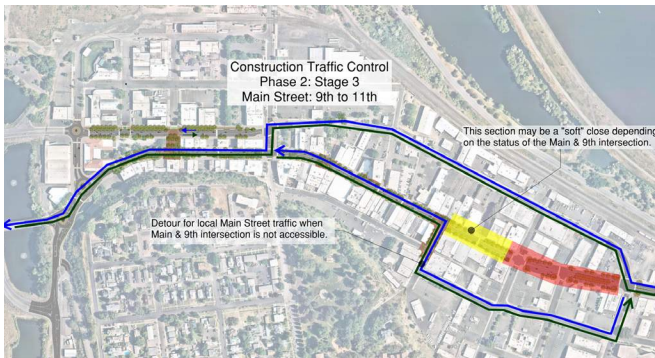 Construction Traffic Control
Phase 2: Stage 3
Main Street: 9th to 11th
This section may be a "soft" close depending
on the status of the Main & 9th intersection.
Detour for local Main Street traffic when
Main & 9th intersection is not accessible.